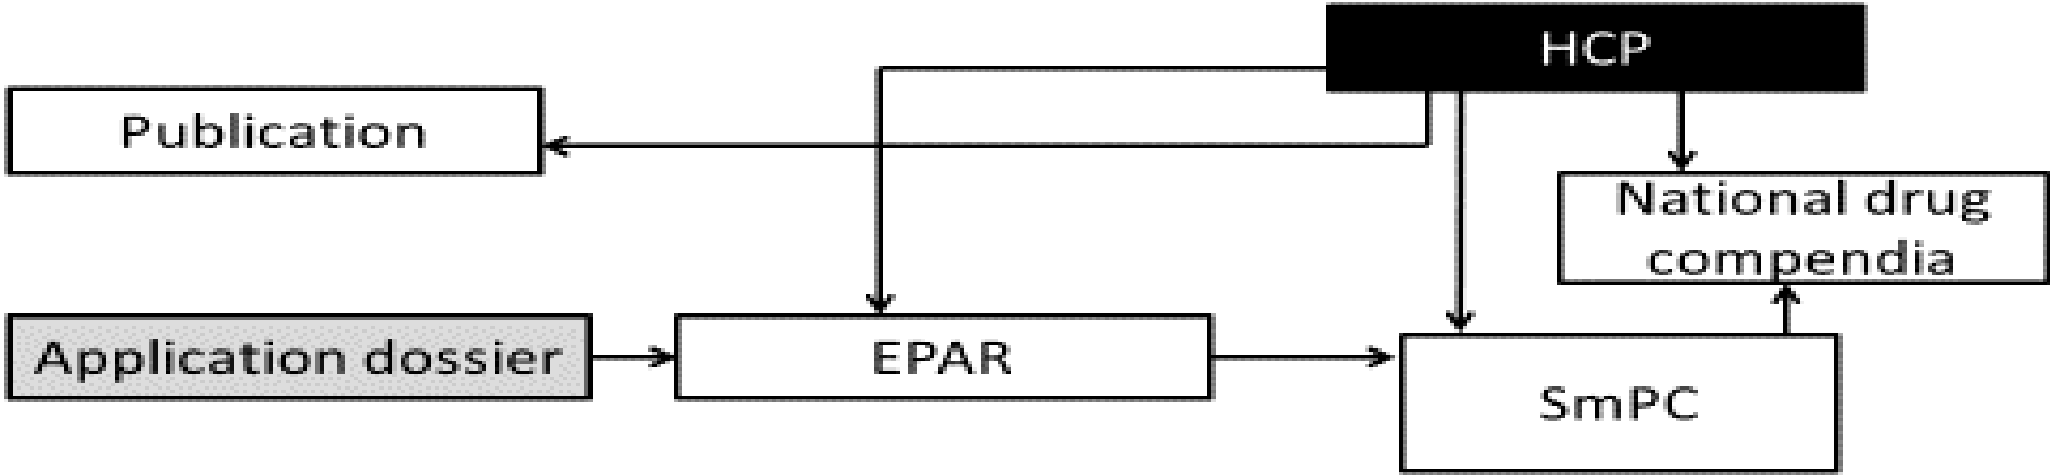 HCP
Publication
National drug
compendia
Application dossier
EPAR
SmPC